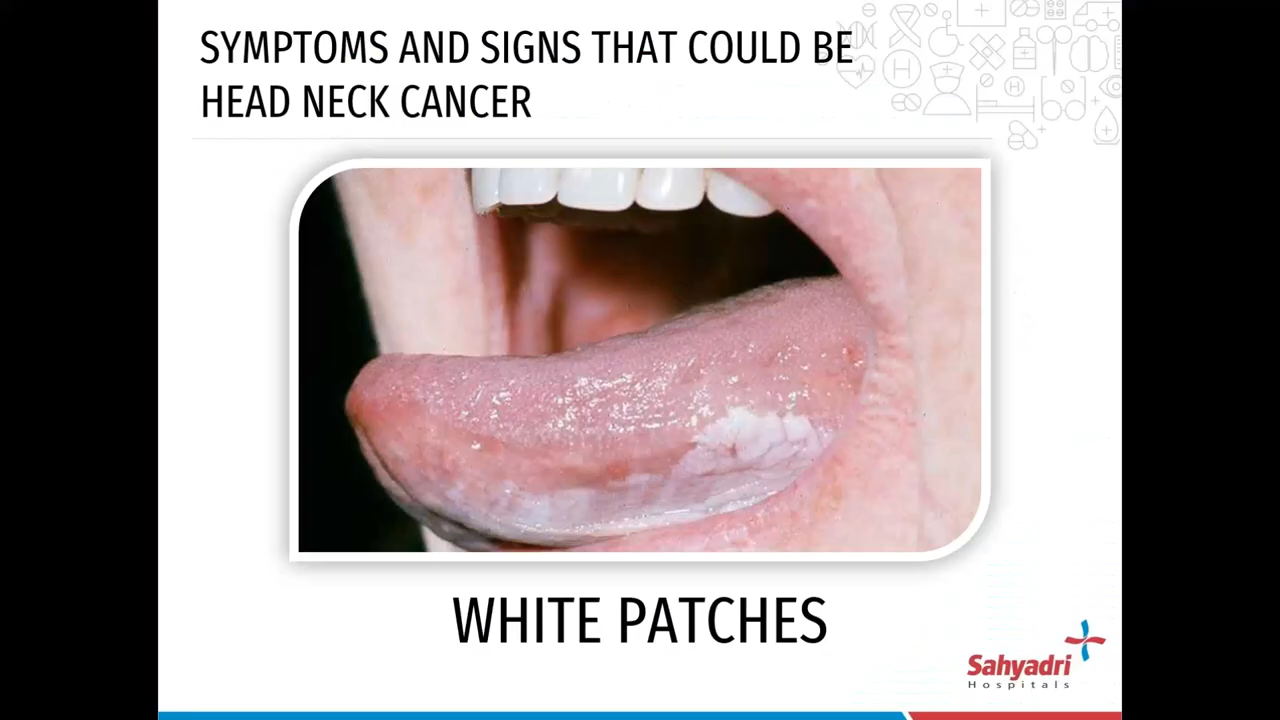 SYMPTOMS AND SIGNS THAT COULD BE
HEAD NECK CANCER
WHITE PATCHES
Sahyadri
Hospitals